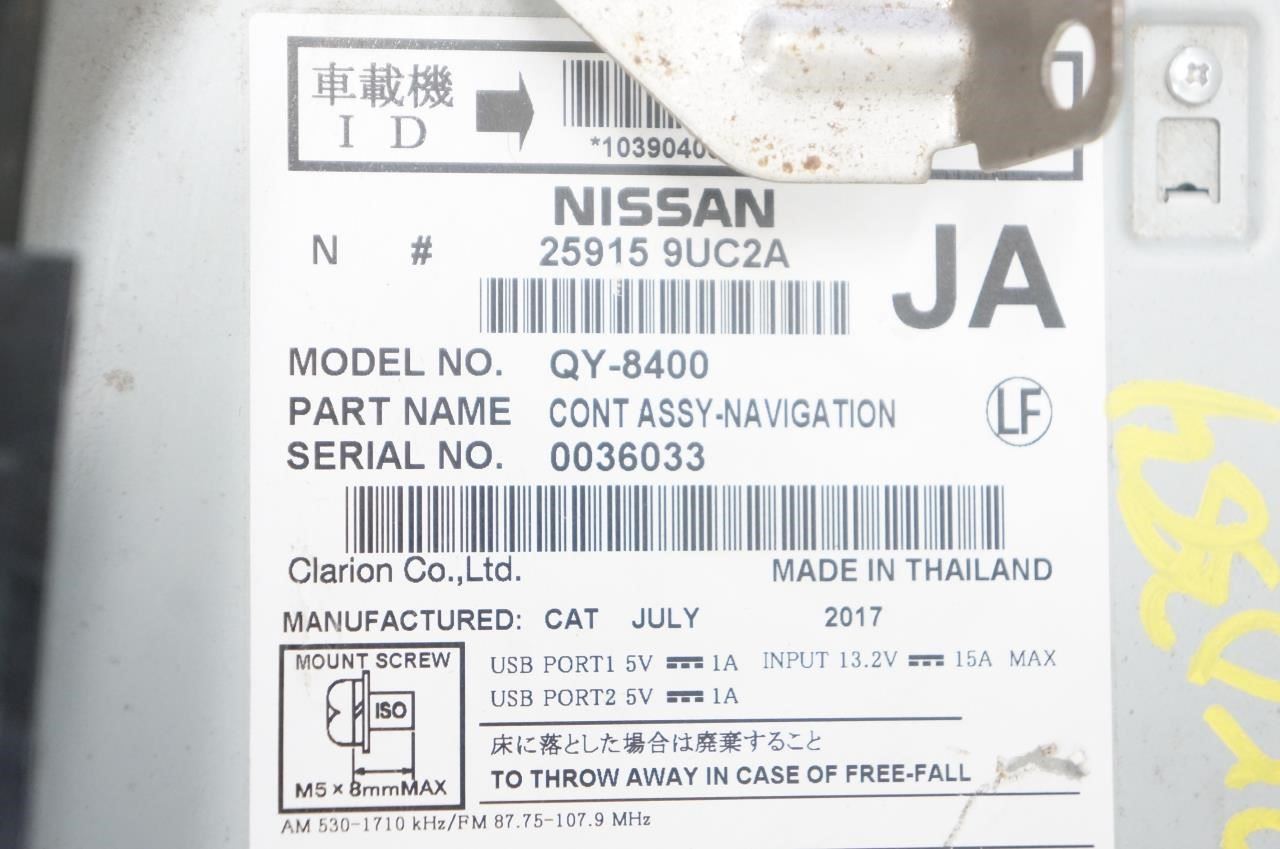 車載機
ID
NISSAN
N # 25915 9UC2A
JA
MODEL NO. QY-8400
PART NAME CONT ASSY-NAVIGATION
LF
SERIAL NO. 0036033
Clarion Co.,Ltd. MADE IN THAILAND
MANUFACTURED: CAT JULY 2017
MOUNT SCREW
ISO
M5×8mmMAX
USB PORT1 5V ⎓ 1A INPUT 13.2V ⎓ 15A MAX
USB PORT2 5V ⎓ 1A
床に落とした場合は廃棄すること
TO THROW AWAY IN CASE OF FREE-FALL
AM 530-1710 kHz/FM 87.75-107.9 MHz